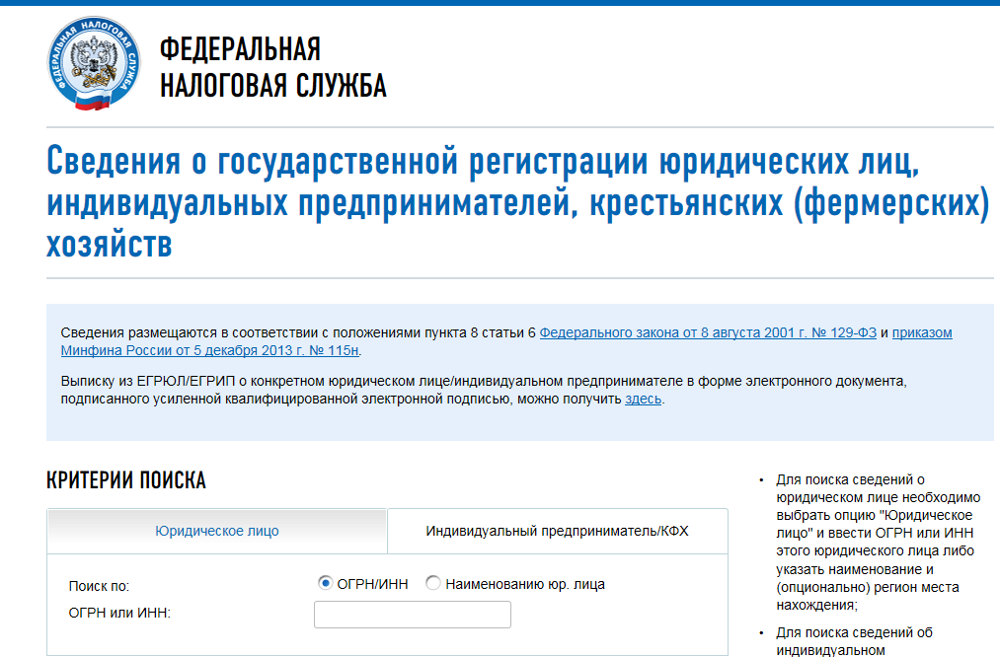 ФЕДЕРАЛЬНАЯ НАЛОГОВАЯ СЛУЖБА
ФЕДЕРАЛЬНАЯ
НАЛОГОВАЯ СЛУЖБА
Сведения о государственной регистрации юридических лиц,
индивидуальных предпринимателей, крестьянских (фермерских)
хозяйств
Сведения размещаются в соответствии с положениями пункта 8 статьи 6 Федерального закона от 8 августа 2001 г. № 129-ФЗ и приказом
Минфина России от 5 декабря 2013 г. № 115н.
Выписку из ЕГРЮЛ/ЕГРИП о конкретном юридическом лице/индивидуальном предпринимателе в форме электронного документа,
подписанного усиленной квалифицированной электронной подписью, можно получить здесь.
КРИТЕРИИ ПОИСКА
Юридическое лицо
Индивидуальный предприниматель/КФХ
Поиск по:
ОГРН/ИНН
Наименованию юр. лица
ОГРН или ИНН:
• Для поиска сведений о
юридическом лице необходимо
выбрать опцию "Юридическое
лицо" и ввести ОГРН или ИНН
этого юридического лица либо
указать наименование и
(опционально) регион места
нахождения;
• Для поиска сведений об
индивидуальном